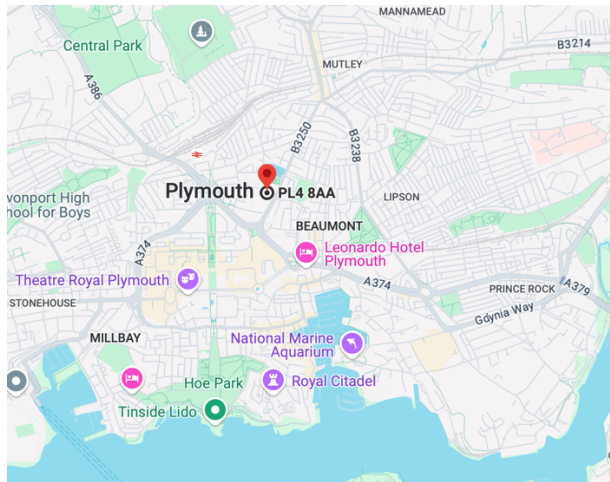 MANNAMEAD
Central Park
B3214
MUTLEY
A386
B3250
B3238
Plymouth
PL4 8AA
vonport High
hool for Boys
LIPSON
BEAUMONT
A374
Leonardo Hotel
Plymouth
Theatre Royal Plymouth
A374
PRINCE ROCK
A379
STONEHOUSE
Gdynia Way
MILLBAY
National Marine
Aquarium
Hoe Park
Royal Citadel
Tinside Lido